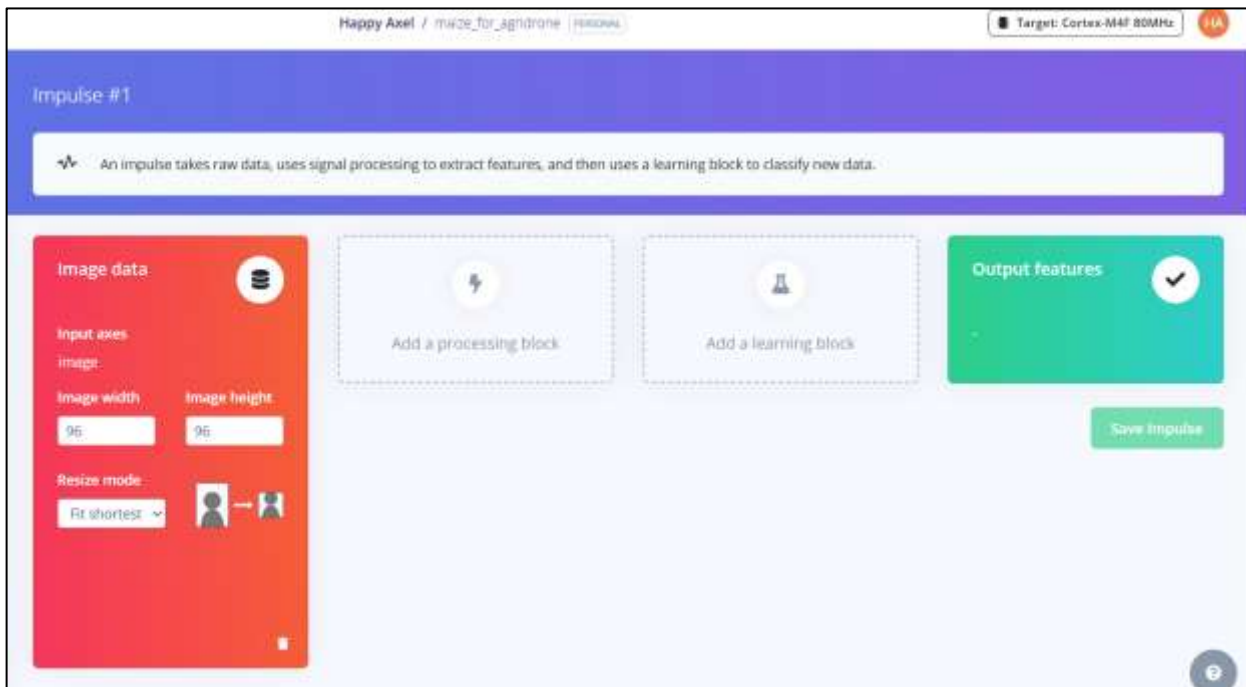 Happy Axel / maize_for_agridrone PERSONAL
Target: Cortex-M4F 80MHz HA
Impulse #1
An impulse takes raw data, uses signal processing to extract features, and then uses a learning block to classify new data.
Image data
Input axes
image
Image width Image height
96 96
Resize mode
Fit shortest
Add a processing block
Add a learning block
Output features
-
Save Impulse
?